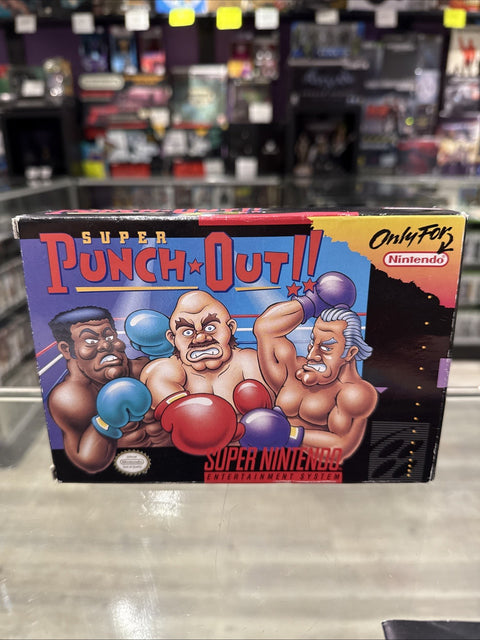 SUPER
PUNCH★OUT!!
Only For
Nintendo
SUPER NINTENDO
ENTERTAINMENT SYSTEM